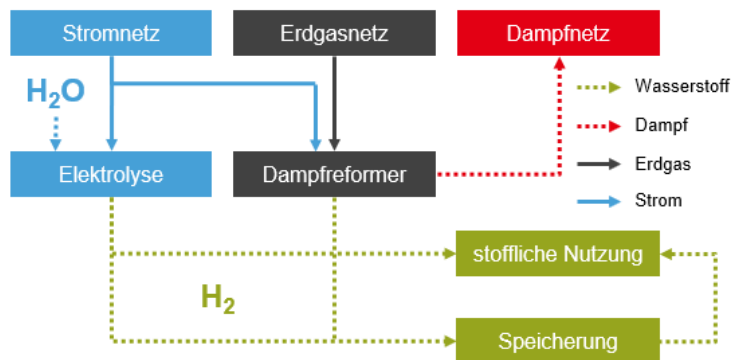 Stromnetz
Erdgasnetz
Dampfnetz
H₂O
Wasserstoff
Dampf
Erdgas
Strom
Elektrolyse
Dampfreformer
stoffliche Nutzung
H₂
Speicherung